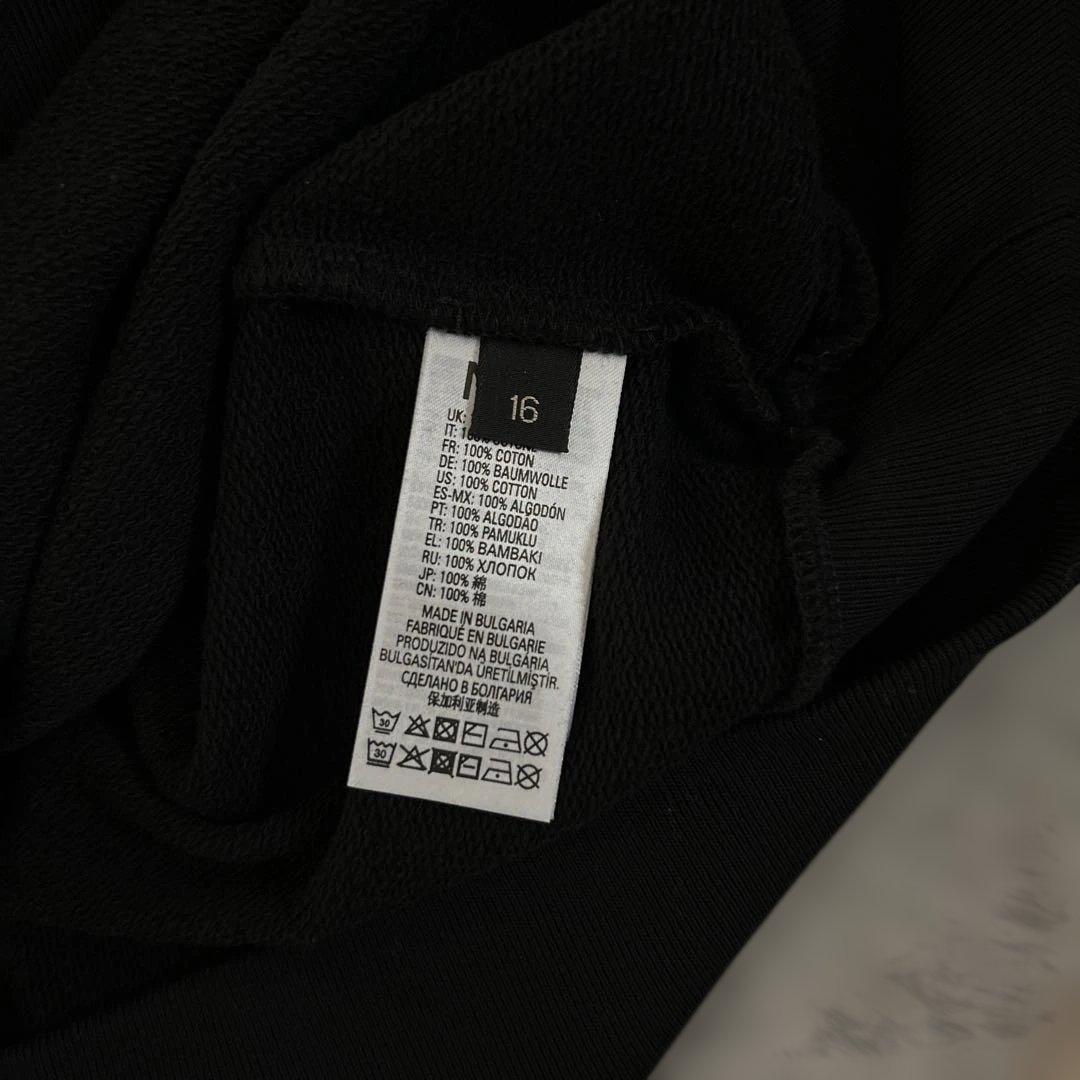 16
UK:
IT: 100% COTONE
FR: 100% COTON
DE: 100% BAUMWOLLE
US: 100% COTTON
ES-MX: 100% ALGODÓN
PT: 100% ALGODÃO
TR: 100% PAMUKLU
EL: 100% BAMBAKI
RU: 100% ХЛОПОК
JP: 100% 綿
CN: 100% 棉
MADE IN BULGARIA
FABRIQUÉ EN BULGARIE
PRODUZIDO NA BULGÁRIA
BULGASİTAN'DA ÜRETİLMİŞTİR.
СДЕЛАНО В БОЛГАРИЯ
保加利亚制造
30
30